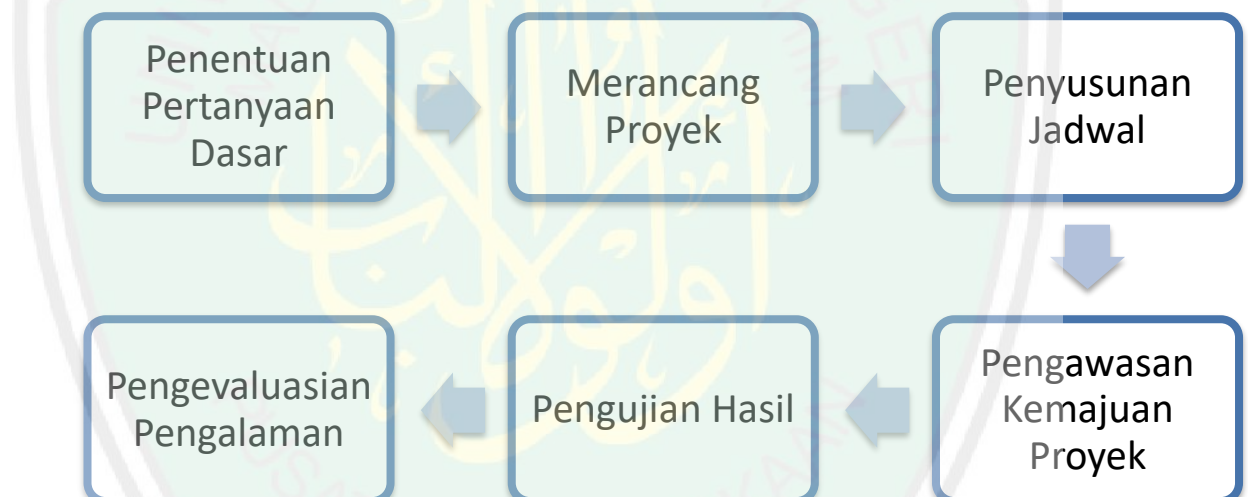 Penentuan
Pertanyaan
Dasar
Merancang
Proyek
Penyusunan
Jadwal
Pengawasan
Kemajuan
Proyek
Pengujian Hasil
Pengevaluasian
Pengalaman